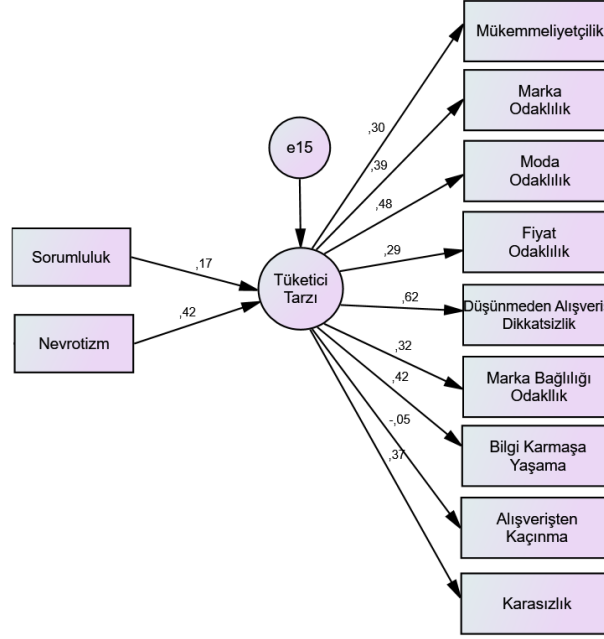 Mükemmeliyetçilik
Marka
Odaklılık
Moda
Odaklılık
Fiyat
Odaklılık
Düşünmeden Alışveri
Dikkatsizlik
Marka Bağlılığı
Odakllık
Bilgi Karmaşa
Yaşama
Alışverişten
Kaçınma
Karasızlık
e15
Tüketici
Tarzı
Sorumluluk
Nevrotizm
,17
,42
,30
,39
,48
,29
,62
,32
,42
-,05
,37